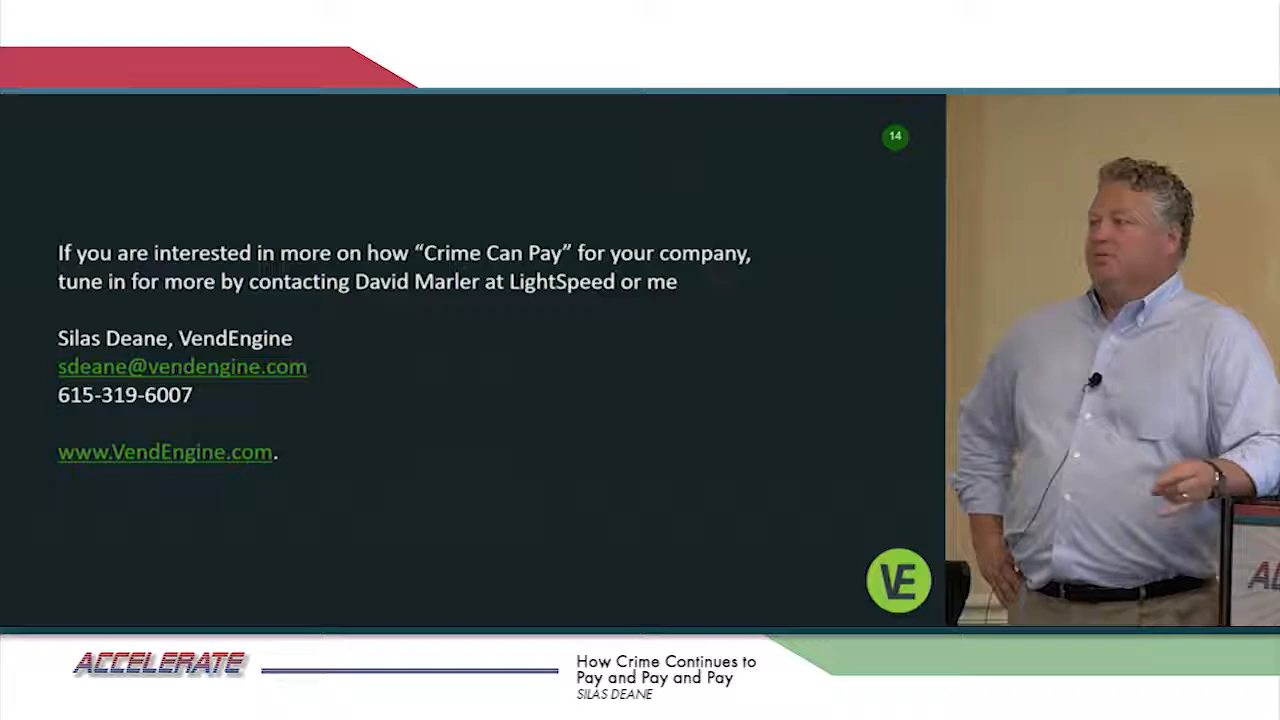 14
If you are interested in more on how “Crime Can Pay” for your company,
tune in for more by contacting David Marler at LightSpeed or me
Silas Deane, VendEngine
sdeane@vendengine.com
615-319-6007
www.VendEngine.com.
VE
ACCELERATE
How Crime Continues to
Pay and Pay and Pay
SILAS DEANE